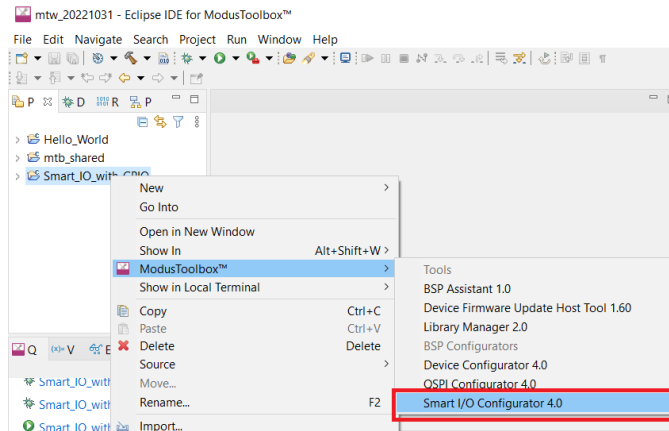 mtw_20221031 - Eclipse IDE for ModusToolbox™
File Edit Navigate Search Project Run Window Help
P D R P
Hello_World
mtb_shared
Smart_IO_with_GPIO
New
Go Into
Open in New Window
Show In Alt+Shift+W
ModusToolbox™
Show in Local Terminal
Copy Ctrl+C
Paste Ctrl+V
Delete Delete
Source
Move...
Rename... F2
Import...
Tools
BSP Assistant 1.0
Device Firmware Update Host Tool 1.60
Library Manager 2.0
BSP Configurators
Device Configurator 4.0
QSPI Configurator 4.0
Smart I/O Configurator 4.0
Q (x)= V E
Smart_IO_with
Smart_IO_with
Smart_IO_with